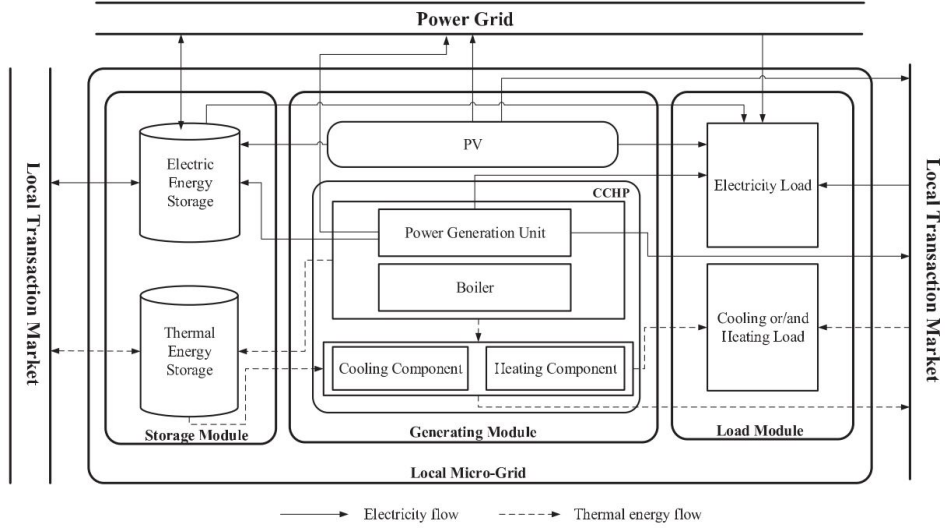 Power Grid
Local Transaction Market
Electric
Energy
Storage
Thermal
Energy
Storage
Storage Module
PV
CCHP
Power Generation Unit
Boiler
Cooling Component
Heating Component
Generating Module
Electricity Load
Cooling or/and
Heating Load
Load Module
Local Transaction Market
Local Micro-Grid
Electricity flow
Thermal energy flow